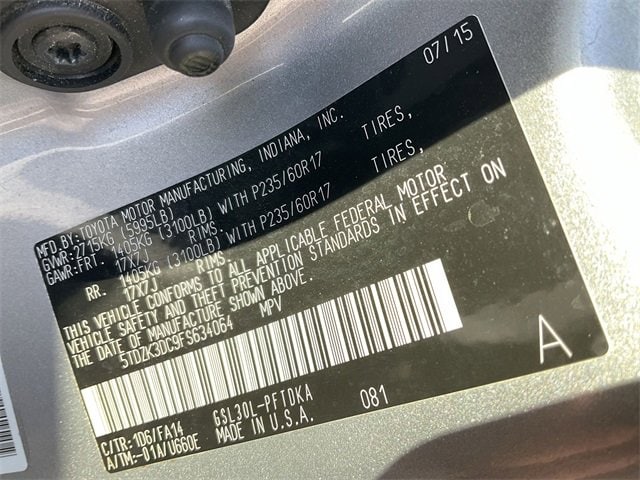 MFD.BY:TOYOTA MOTOR MANUFACTURING, INDIANA, INC. 07/15
GVWR:2715KG (5995LB)
GAWR:FRT. 1405KG (3100LB) WITH P235/60R17 TIRES,
17X7J RIMS.
RR. 1405KG (3100LB) WITH P235/60R17 TIRES,
17X7J RIMS.
THIS VEHICLE CONFORMS TO ALL APPLICABLE FEDERAL MOTOR
VEHICLE SAFETY AND THEFT PREVENTION STANDARDS IN EFFECT ON
THE DATE OF MANUFACTURE SHOWN ABOVE.
5TDZK3DC9FS634064 MPV
A
C/TR:1D6/FA14 GSL30L-PFTDKA 081
A/TM:-01A/U660E MADE IN U.S.A.